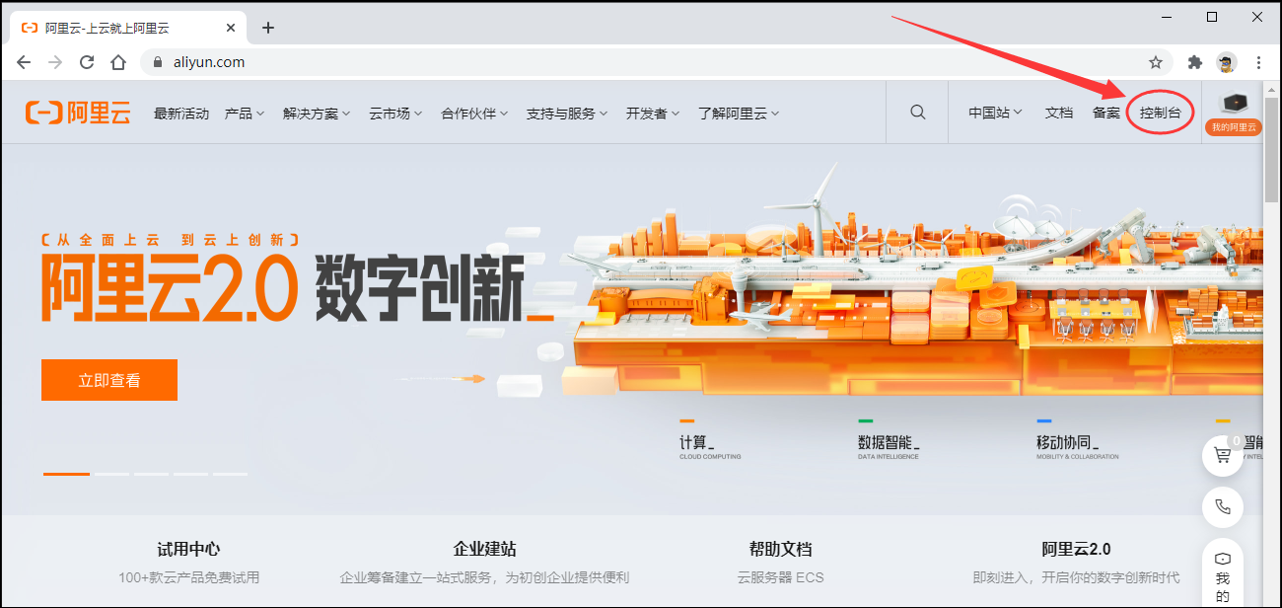 阿里云-上云就上阿里云
aliyun.com
阿里云 最新活动 产品 解决方案 云市场 合作伙伴 支持与服务 开发者 了解阿里云 中国站 文档 备案 控制台
我的阿里云
【从全面上云 到云上创新】
阿里云2.0 数字创新_
立即查看
计算_ 数据智能_ 移动协同_ 智能
CLOUD COMPUTING DATA INTELLIGENCE MOBILITY & COLLABORATION
0
试用中心 企业建站 帮助文档 阿里云2.0
100+款云产品免费试用 企业筹备建立一站式服务，为初创企业提供便利 云服务器 ECS 即刻进入，开启你的数字创新时代
我
的